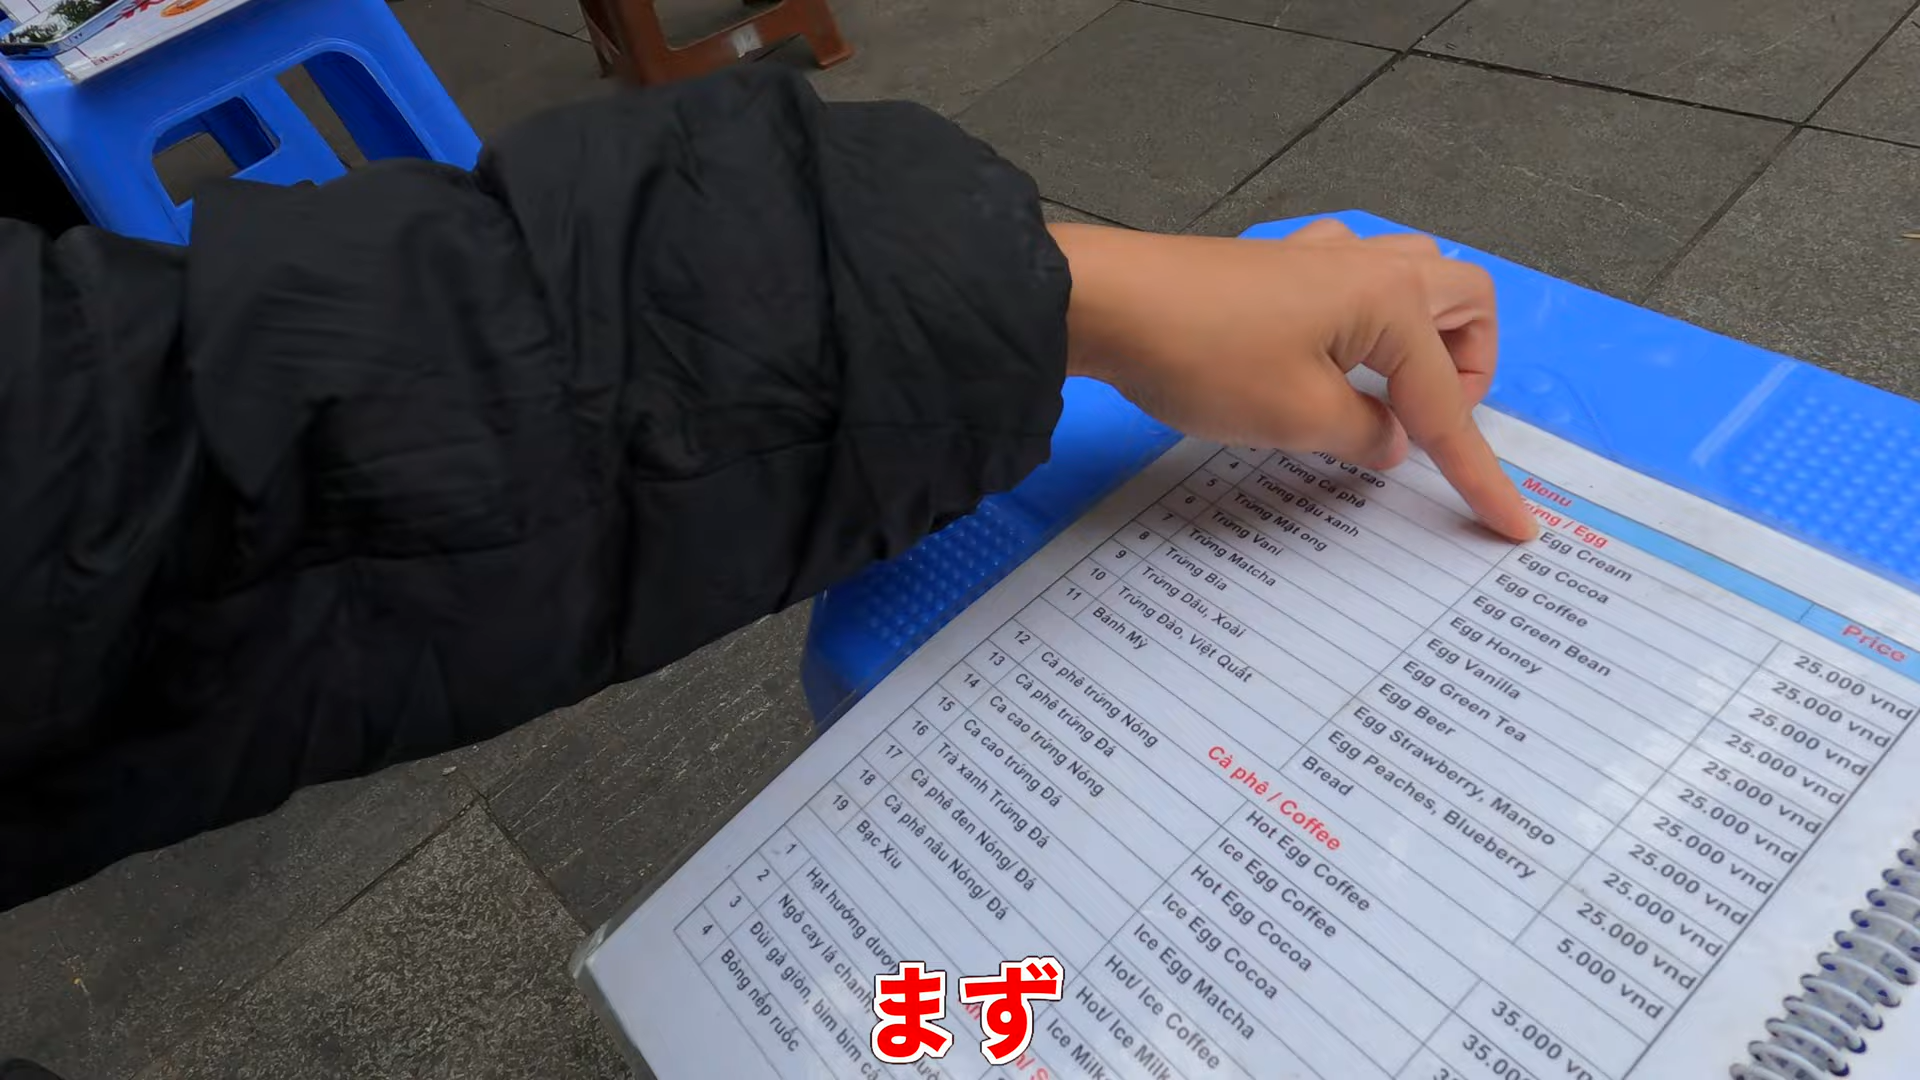 Menu
Price
Trứng / Egg
Egg Cream
25.000 vnd
Ca cao
Egg Cocoa
25.000 vnd
4 Trứng Cà phê
Egg Coffee
25.000 vnd
5 Trứng Đậu xanh
Egg Green Bean
25.000 vnd
6 Trứng Mật ong
Egg Honey
25.000 vnd
7 Trứng Vani
Egg Vanilla
25.000 vnd
8 Trứng Matcha
Egg Green Tea
25.000 vnd
9 Trứng Bia
Egg Beer
25.000 vnd
10 Trứng Dâu, Xoài
Egg Strawberry, Mango
25.000 vnd
11 Trứng Đào, Việt Quất
Egg Peaches, Blueberry
25.000 vnd
Bánh Mỳ
Bread
5.000 vnd
Cà phê / Coffee
12 Cà phê trứng Nóng
Hot Egg Coffee
35.000 vn
13 Cà phê trứng Đá
Ice Egg Coffee
35.000
14 Ca cao trứng Nóng
Hot Egg Cocoa
15 Ca cao trứng Đá
Ice Egg Cocoa
16 Trà xanh Trứng Đá
Ice Egg Matcha
17 Cà phê đen Nóng/ Đá
Hot/ Ice Coffee
18 Cà phê nâu Nóng/ Đá
Hot/ Ice Milk
19 Bạc Xỉu
Ice Milk
1 Hạt hướng dương
2 Ngô cay lá chanh
3 Đùi gà giòn, bim bim cá
4 Bỏng nếp ruốc
まず